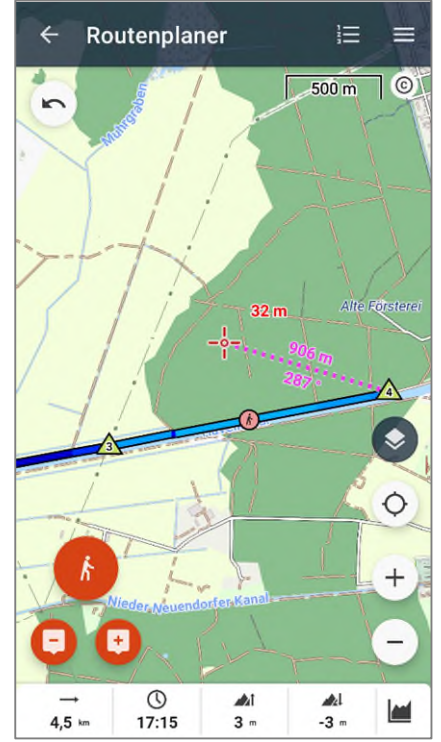 Routenplaner
500 m
©
Muhrgraben
32 m
Alte Försterei
906 m
287 °
4
3
Nieder Neuendorfer Kanal
4,5 km
17:15
3 m
-3 m